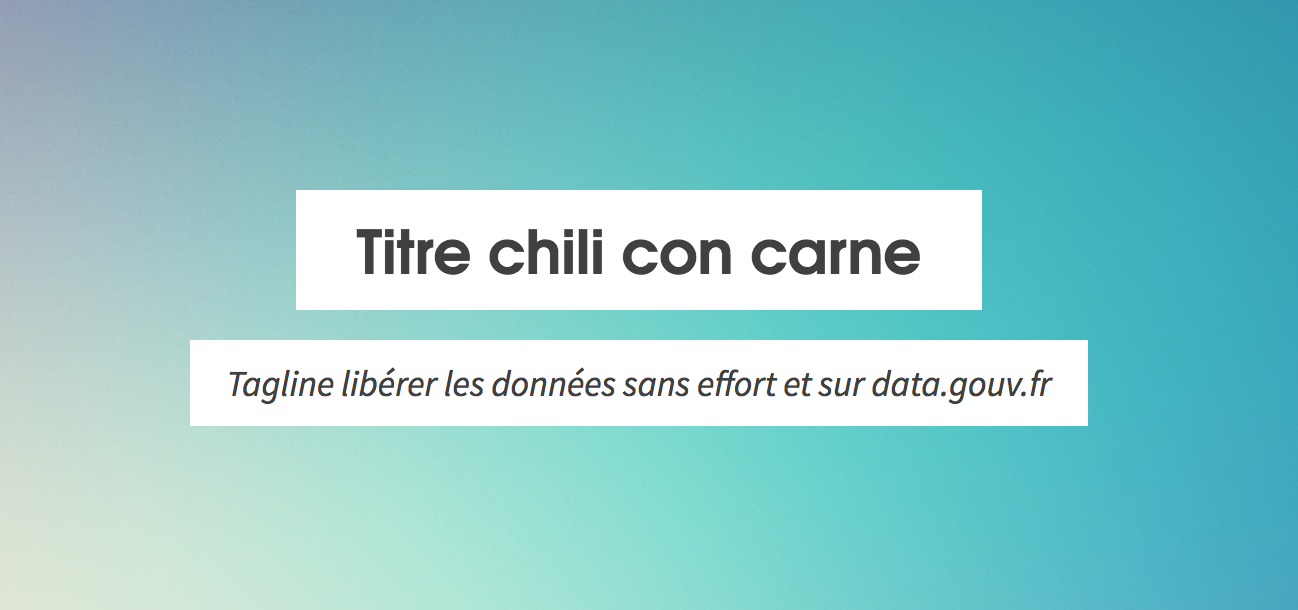 Titre chili con carne
Tagline libérer les données sans effort et sur data.gouv.fr